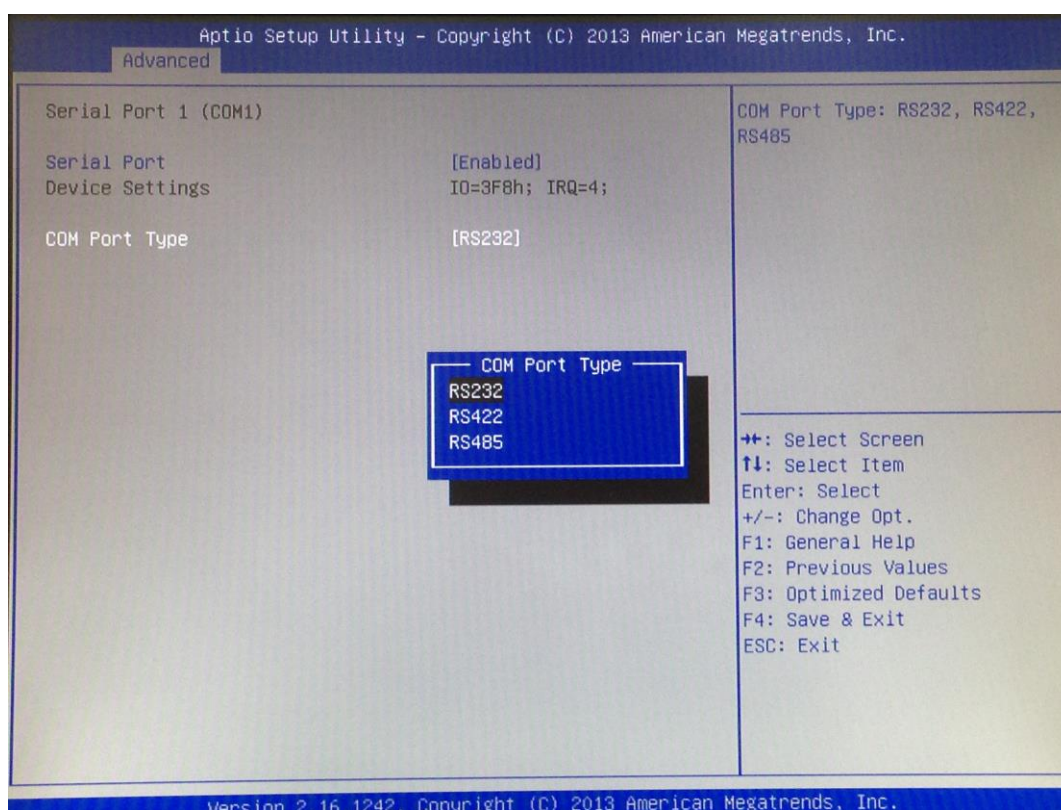 Aptio Setup Utility – Copyright (C) 2013 American Megatrends, Inc.
Advanced
Serial Port 1 (COM1)
Serial Port [Enabled]
Device Settings IO=3F8h; IRQ=4;
COM Port Type [RS232]
COM Port Type
RS232
RS422
RS485
COM Port Type: RS232, RS422,
RS485
→←: Select Screen
↑↓: Select Item
Enter: Select
+/-: Change Opt.
F1: General Help
F2: Previous Values
F3: Optimized Defaults
F4: Save & Exit
ESC: Exit
Version 2.16.1242. Copyright (C) 2013 American Megatrends, Inc.